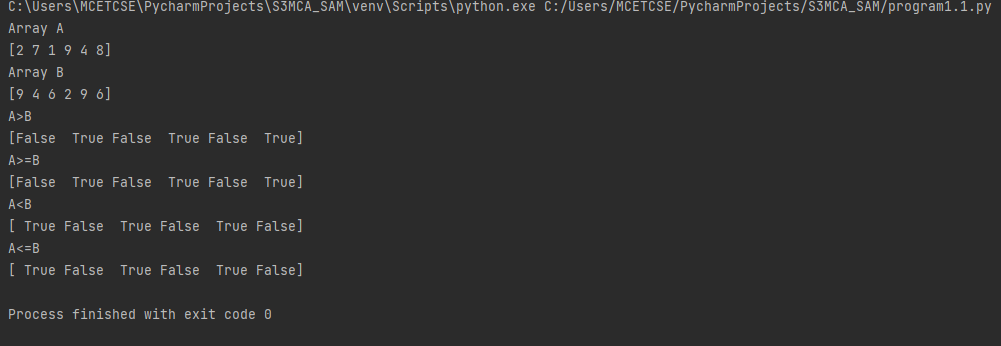 C:\Users\MCETCSE\PycharmProjects\S3MCA_SAM\venv\Scripts\python.exe C:/Users/MCETCSE/PycharmProjects/S3MCA_SAM/program1.1.py
Array A
[2 7 1 9 4 8]
Array B
[9 4 6 2 9 6]
A>B
[False  True False  True False  True]
A>=B
[False  True False  True False  True]
A<B
[ True False  True False  True False]
A<=B
[ True False  True False  True False]
Process finished with exit code 0